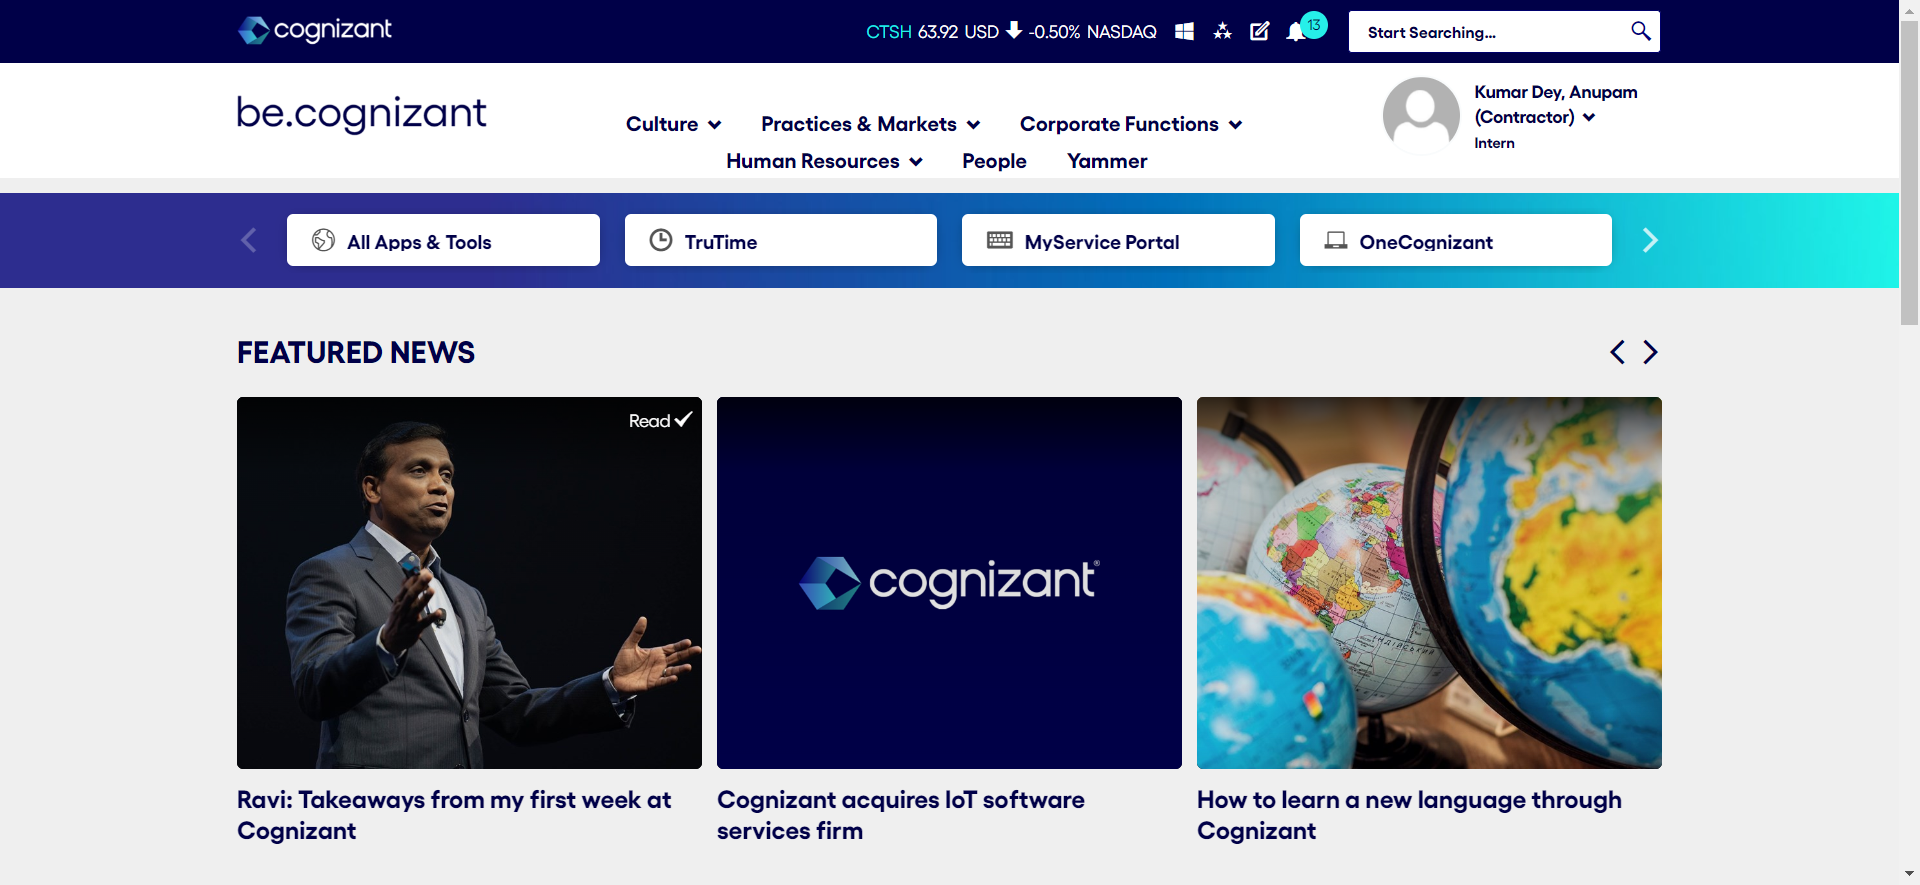 cognizant
CTSH 63.92 USD -0.50% NASDAQ
13
Start Searching...
be.cognizant
Culture
Practices & Markets
Corporate Functions
Human Resources
People
Yammer
Kumar Dey, Anupam
(Contractor)
Intern
All Apps & Tools
TruTime
MyService Portal
OneCognizant
FEATURED NEWS
Read
cognizant®
ІНДІЙСЬКИЙ
Ravi: Takeaways from my first week at
Cognizant
Cognizant acquires IoT software
services firm
How to learn a new language through
Cognizant